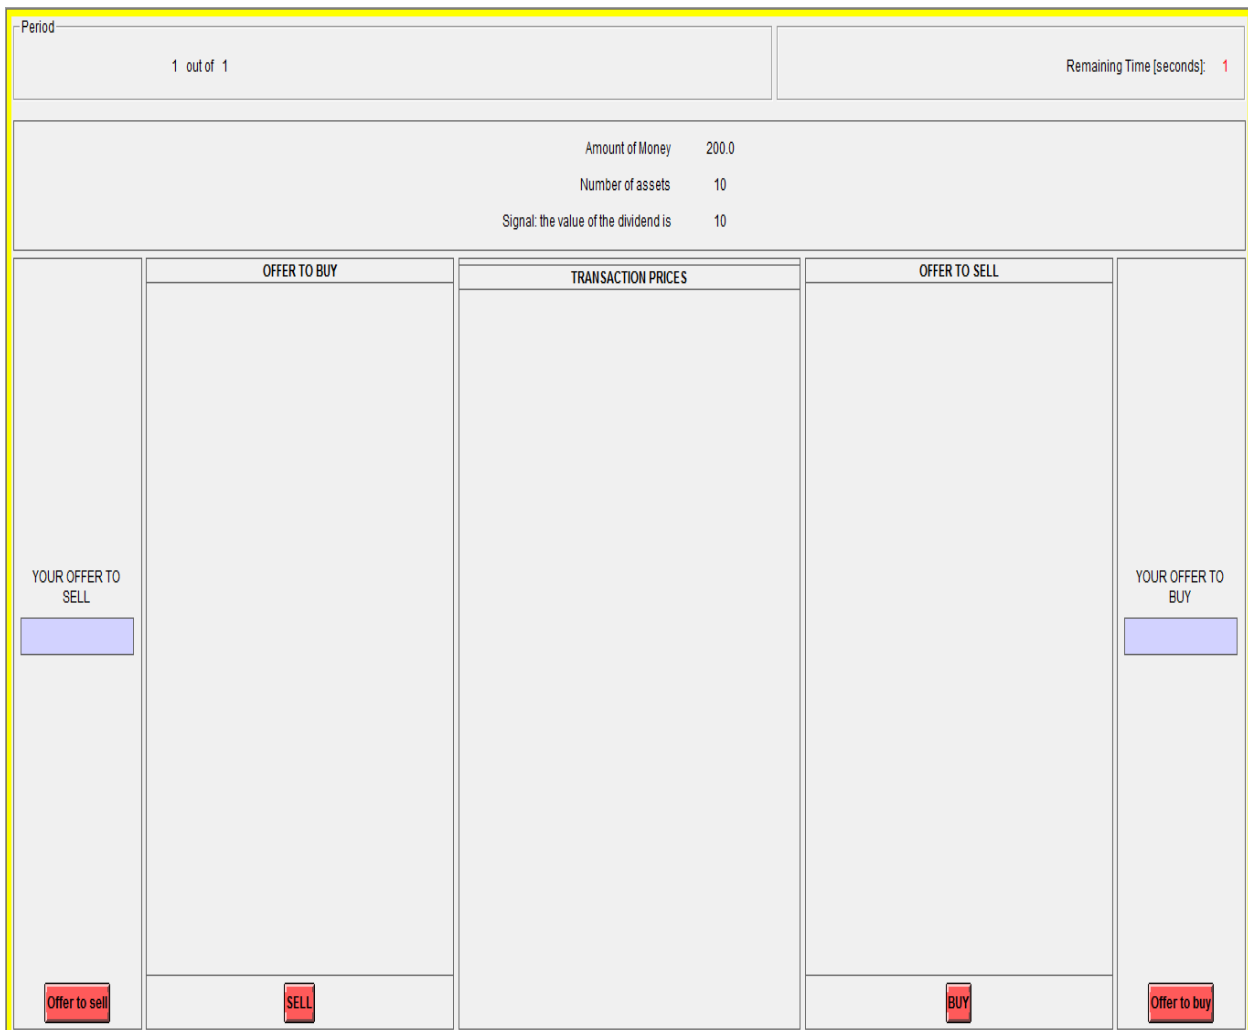 Period
1 out of 1
Remaining Time [seconds]: 1
Amount of Money 200.0
Number of assets 10
Signal: the value of the dividend is 10
OFFER TO BUY
TRANSACTION PRICES
OFFER TO SELL
YOUR OFFER TO
SELL
YOUR OFFER TO
BUY
Offer to sell
SELL
BUY
Offer to buy